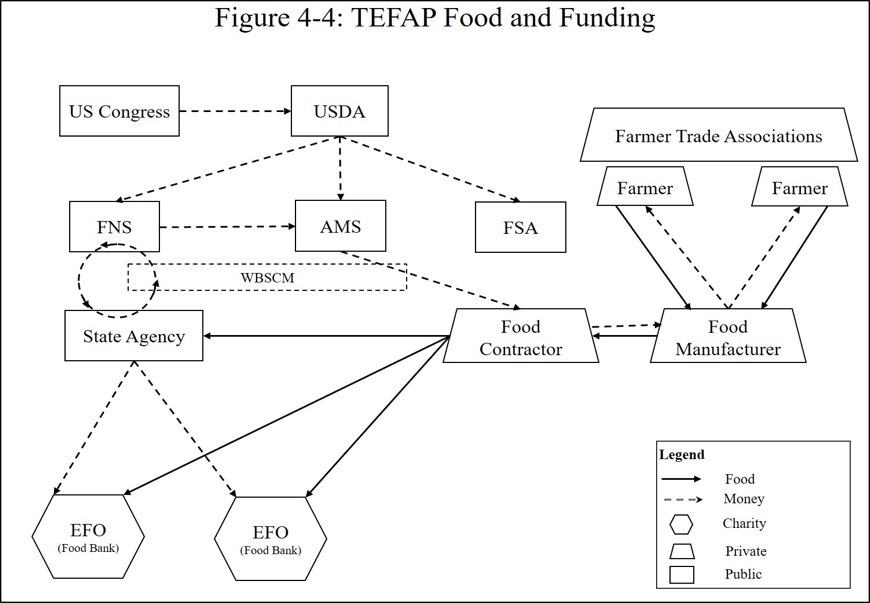 Figure 4-4: TEFAP Food and Funding
US Congress
USDA
Farmer Trade Associations
Farmer
Farmer
FNS
AMS
FSA
WBSCM
State Agency
Food
Contractor
Food
Manufacturer
EFO
(Food Bank)
EFO
(Food Bank)
Legend
Food
Money
Charity
Private
Public